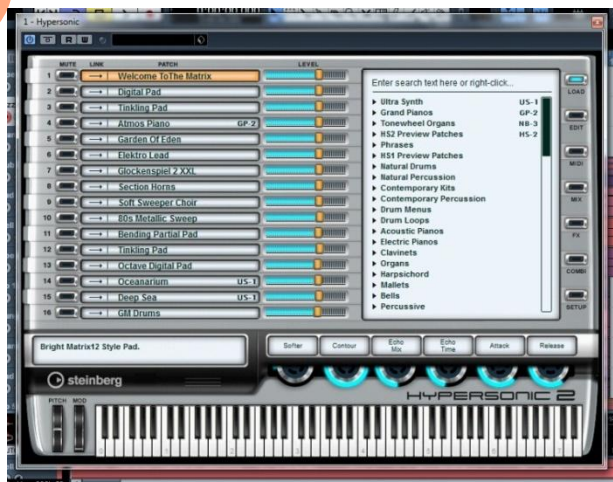 1 - Hypersonic
R W
MUTE LINK PATCH LEVEL
1 Welcome ToThe Matrix
2 Digital Pad
3 Tinkling Pad
4 Atmos Piano GP-2
5 Garden Of Eden
6 Elektro Lead
7 Glockenspiel 2 XXL
8 Section Horns
9 Soft Sweeper Choir
10 80s Metallic Sweep
11 Bending Partial Pad
12 Tinkling Pad
13 Octave Digital Pad
14 Oceanarium US-1
15 Deep Sea US-1
16 GM Drums
Enter search text here or right-click...
Ultra Synth US-1
Grand Pianos GP-2
Tonewheel Organs NB-3
HS2 Preview Patches HS-2
Phrases
HS1 Preview Patches
Natural Drums
Natural Percussion
Contemporary Kits
Contemporary Percussion
Drum Menus
Drum Loops
Acoustic Pianos
Electric Pianos
Clavinets
Organs
Harpsichord
Mallets
Bells
Percussive
LOAD
EDIT
MIDI
MIX
FX
COMBI
SETUP
Bright Matrix12 Style Pad.
Softer Contour Echo Mix Echo Time Attack Release
steinberg
HYPERSONIC 2
PITCH MOD